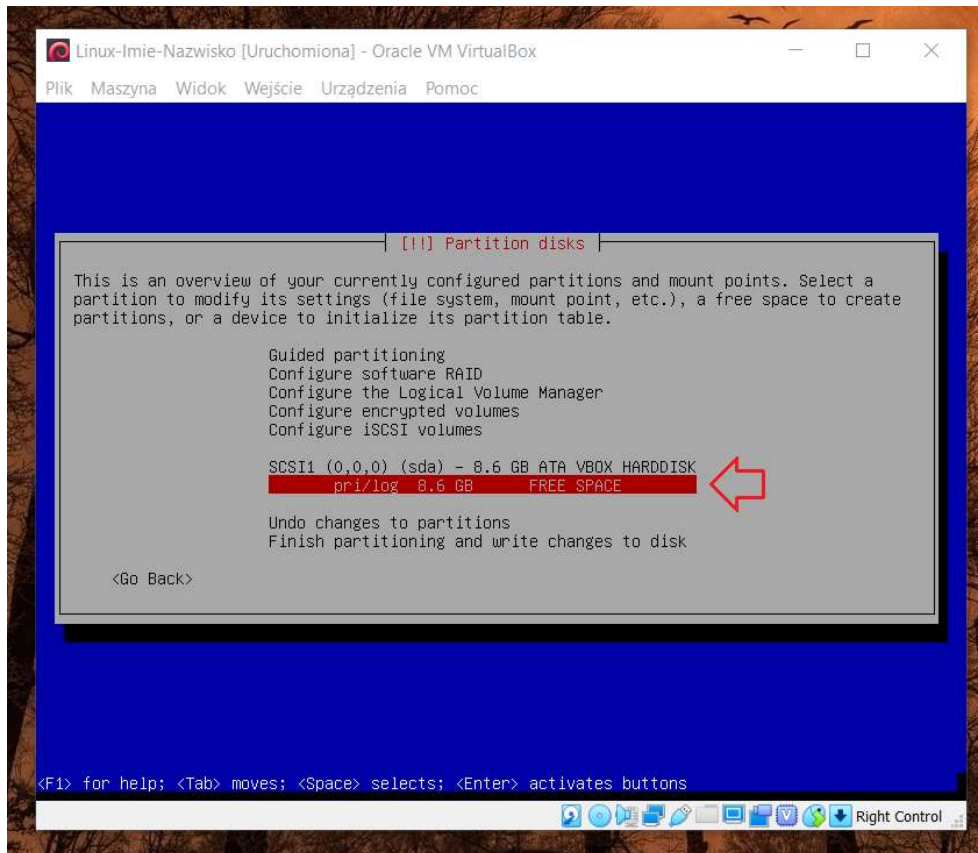 Linux-Imie-Nazwisko [Uruchomiona] - Oracle VM VirtualBox
Plik Maszyna Widok Wejście Urządzenia Pomoc
[!!] Partition disks
This is an overview of your currently configured partitions and mount points. Select a
partition to modify its settings (file system, mount point, etc.), a free space to create
partitions, or a device to initialize its partition table.
Guided partitioning
Configure software RAID
Configure the Logical Volume Manager
Configure encrypted volumes
Configure iSCSI volumes
SCSI1 (0,0,0) (sda) - 8.6 GB ATA VBOX HARDDISK
pri/log 8.6 GB FREE SPACE
Undo changes to partitions
Finish partitioning and write changes to disk
<Go Back>
<F1> for help; <Tab> moves; <Space> selects; <Enter> activates buttons
Right Control